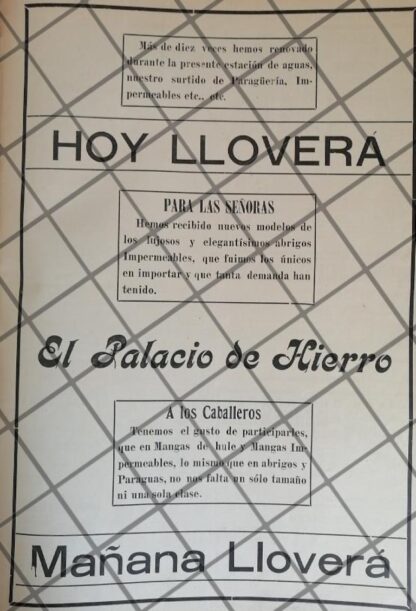 Más de diez veces hemos renovado
durante la presente estación de aguas,
nuestro surtido de Paragüería, Im-
permeables etc., etc.
HOY LLOVERÁ
PARA LAS SEÑORAS
Hemos recibido nuevos modelos de
los lujosos y elegantísimos abrigos
Impermeables, que fuimos los únicos
en importar y que tanta demanda han
tenido.
El Palacio de Hierro
A los Caballeros
Tenemos el gusto de participarles,
que en Mangas de hule y Mangas Im-
permeables, lo mismo que en abrigos y
Paraguas, no nos falta un sólo tamaño
ni una sola clase.
Mañana Lloverá